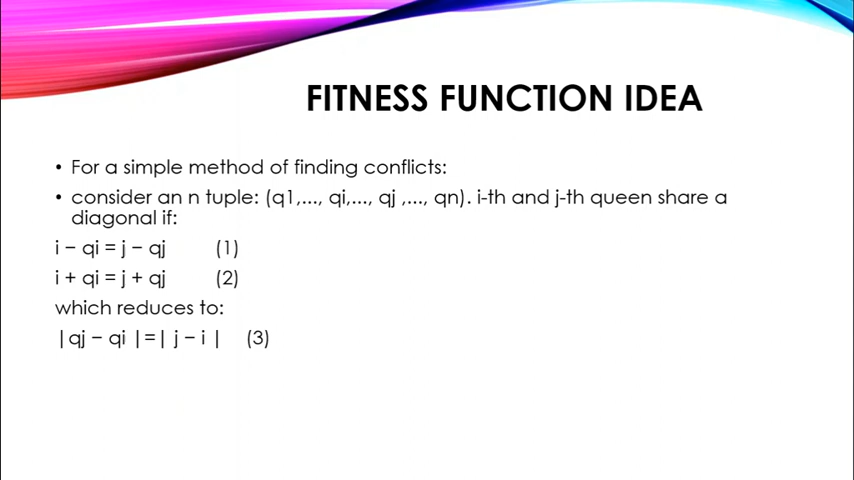 FITNESS FUNCTION IDEA
• For a simple method of finding conflicts:
• consider an n tuple: (q1,..., qi,..., qj ,..., qn). i-th and j-th queen share a
diagonal if:
i − qi = j − qj (1)
i + qi = j + qj (2)
which reduces to:
|qj − qi |=| j − i | (3)